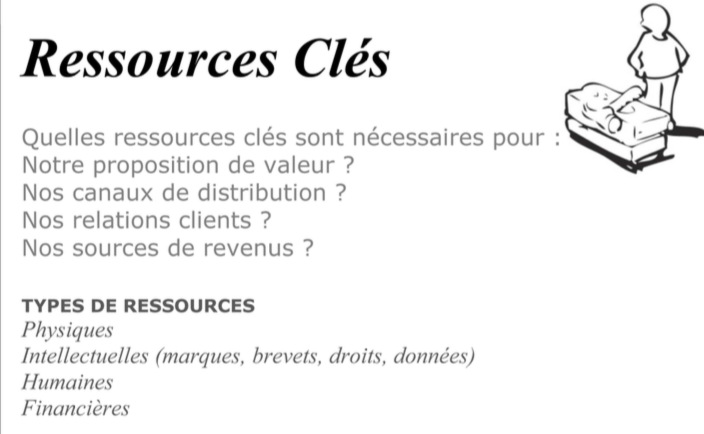 Ressources Clés
Quelles ressources clés sont nécessaires pour :
Notre proposition de valeur ?
Nos canaux de distribution ?
Nos relations clients ?
Nos sources de revenus ?
TYPES DE RESSOURCES
Physiques
Intellectuelles (marques, brevets, droits, données)
Humaines
Financières